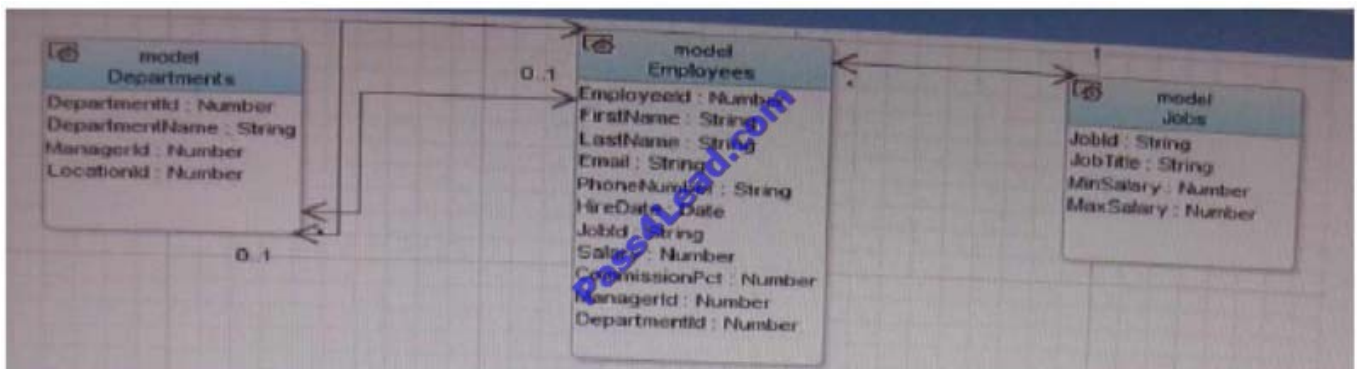 model
Departments
DepartmentId : Number
DepartmentName : String
ManagerId : Number
LocationId : Number
0..1
0..1
*
model
Employees
EmployeeId : Number
FirstName : String
LastName : String
Email : String
PhoneNumber : String
HireDate : Date
JobId : String
Salary : Number
CommissionPct : Number
ManagerId : Number
DepartmentId : Number
*
1
model
Jobs
JobId : String
JobTitle : String
MinSalary : Number
MaxSalary : Number
Pass4Lead.com